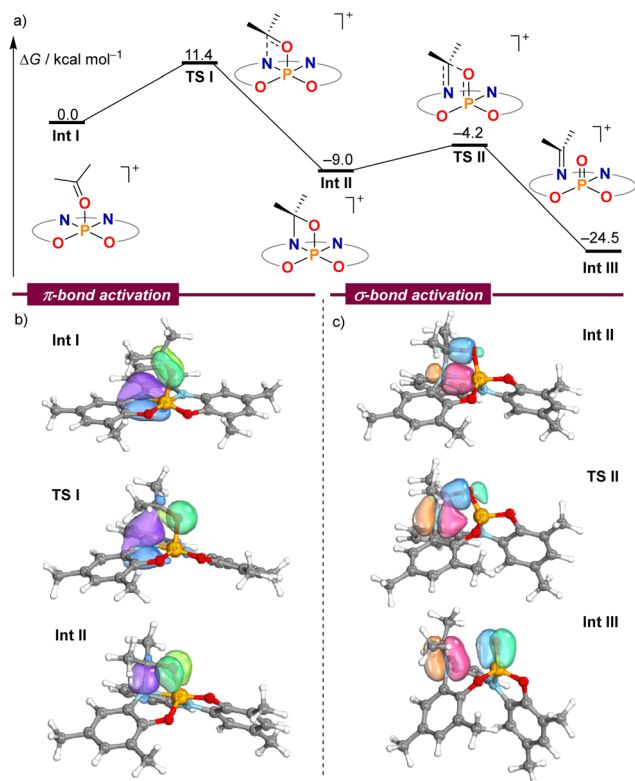 a)
ΔG / kcal mol⁻¹
0.0
Int I
11.4
TS I
−9.0
Int II
−4.2
TS II
−24.5
Int III
]⁺
O
N
N
P
O
O
]⁺
O
N
N
P
O
O
]⁺
O
N
N
P
O
O
]⁺
O
N
N
P
O
O
]⁺
O
N
N
P
O
O
π-bond activation
σ-bond activation
b)
Int I
TS I
Int II
c)
Int II
TS II
Int III